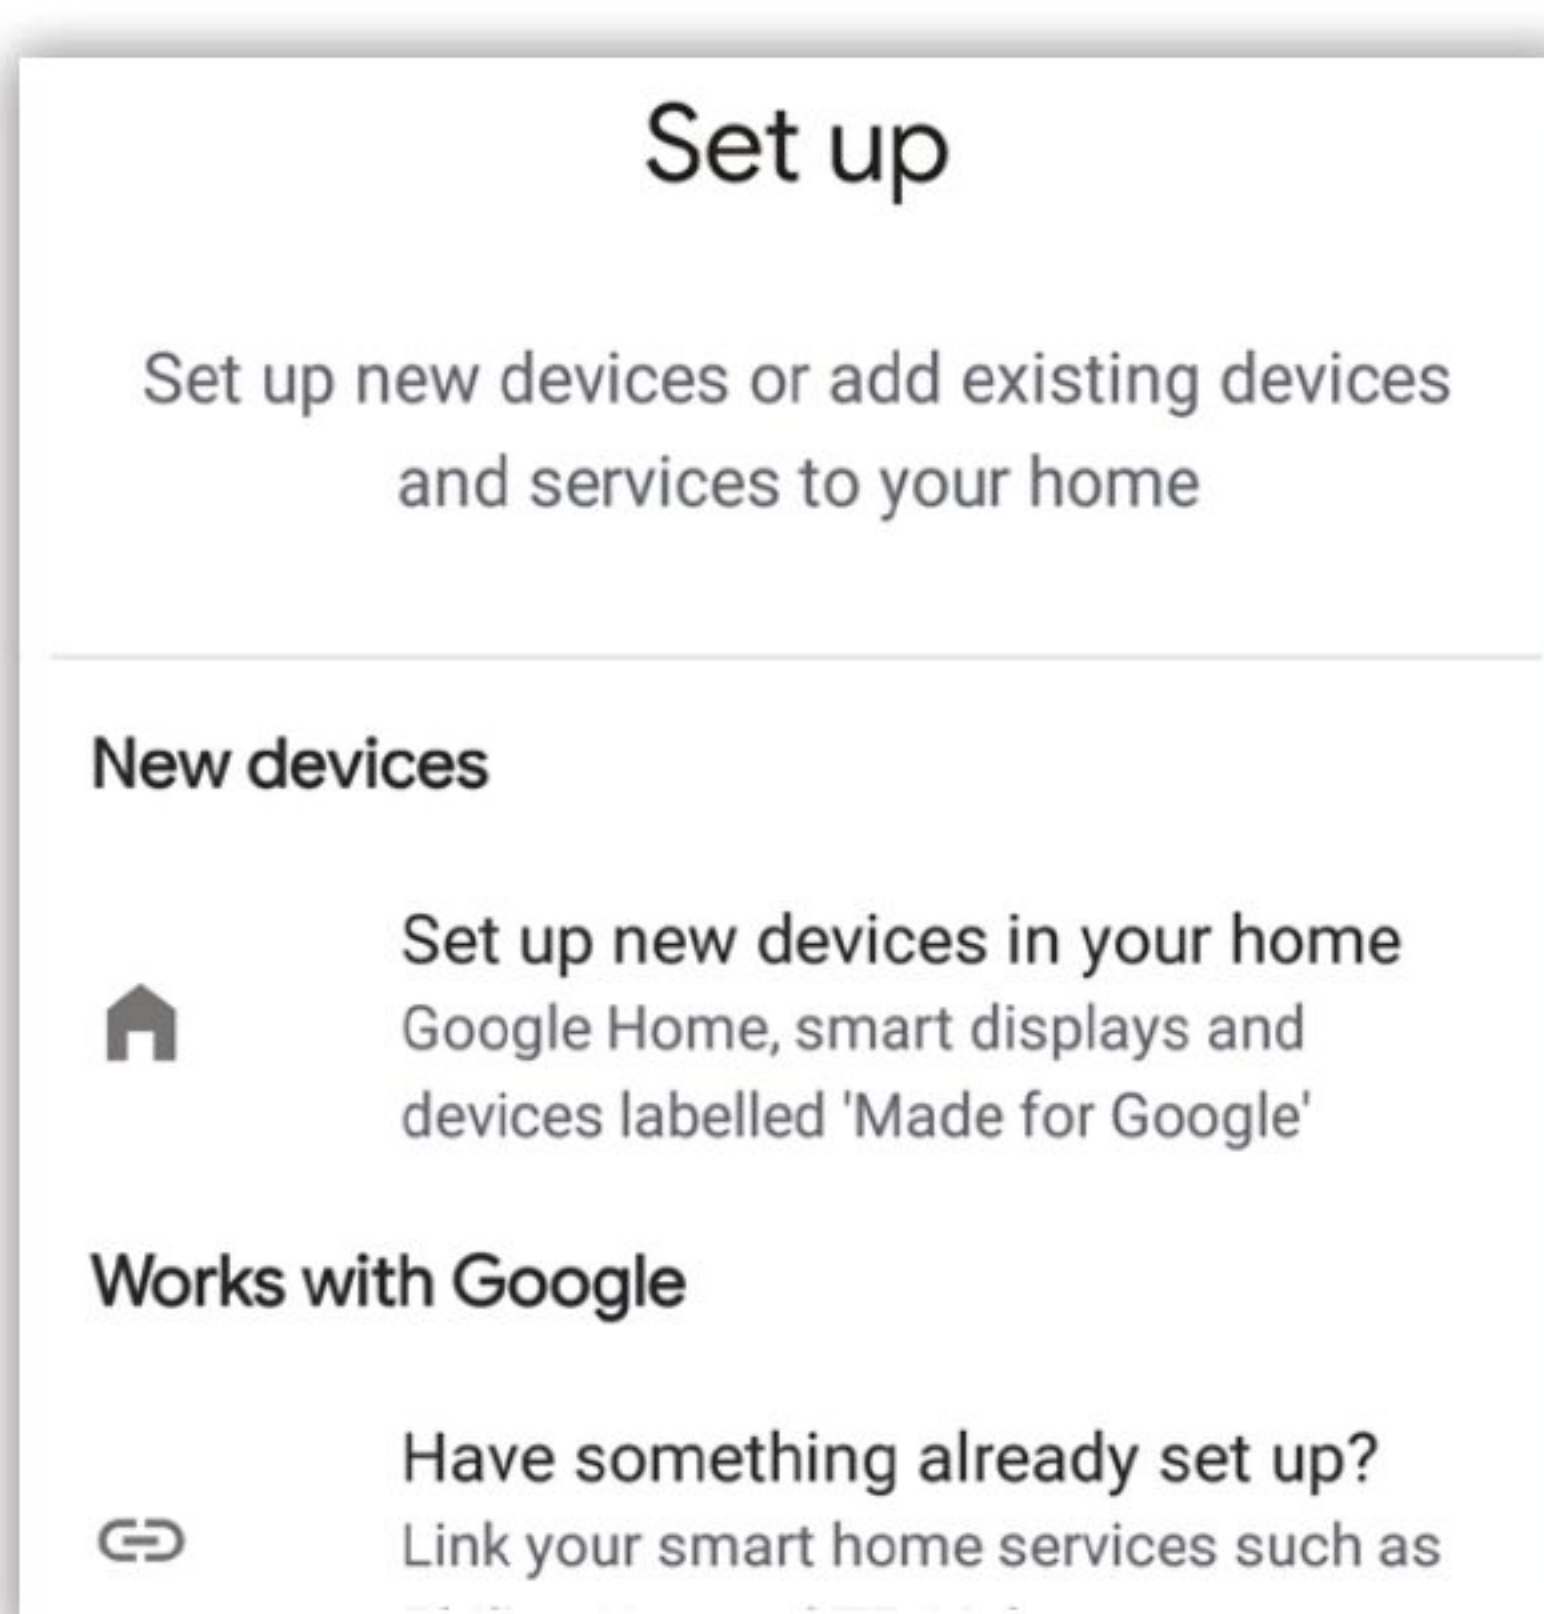 Set up
Set up new devices or add existing devices
and services to your home
New devices
Set up new devices in your home
Google Home, smart displays and
devices labelled 'Made for Google'
Works with Google
Have something already set up?
Link your smart home services such as